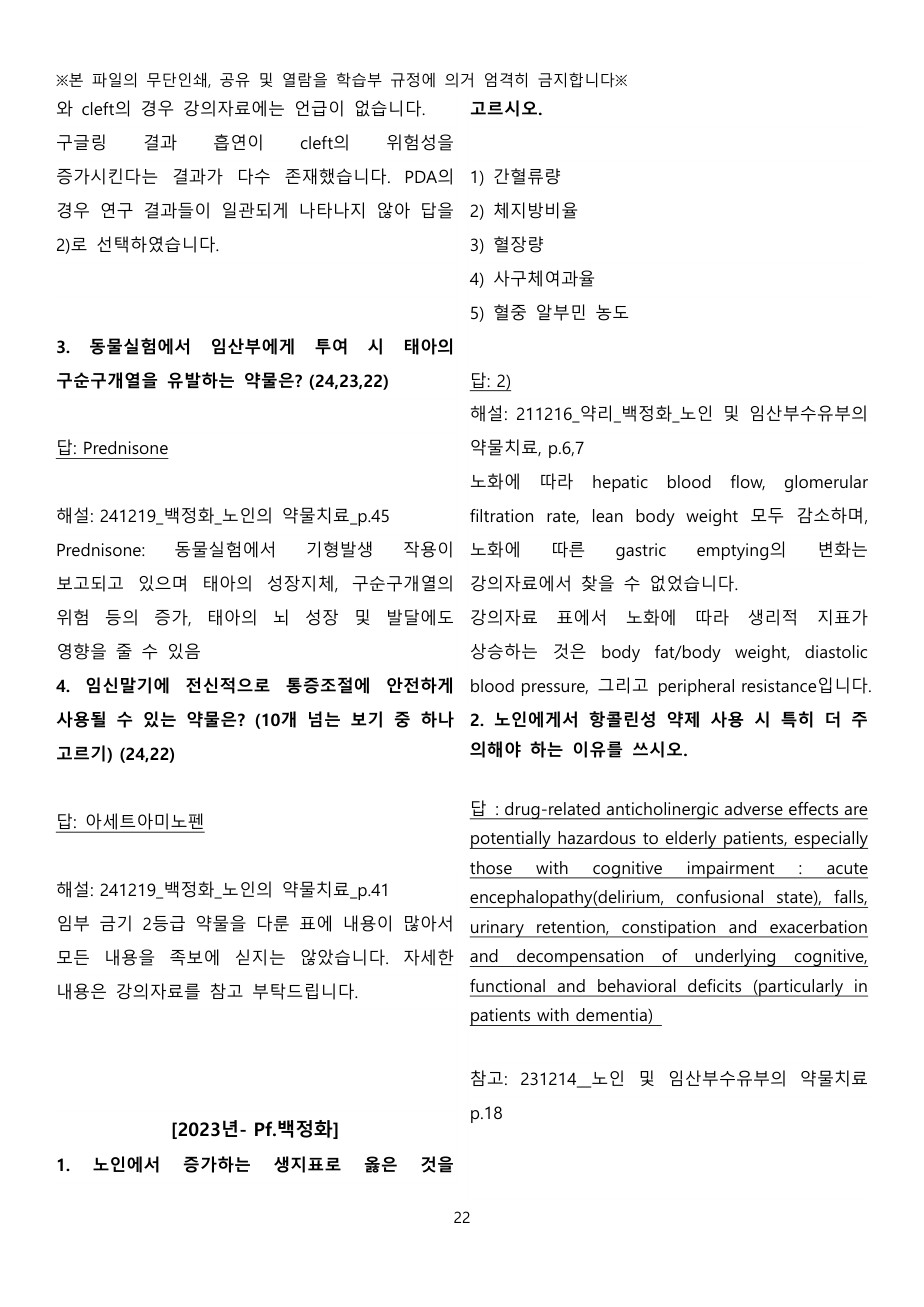 ※본 파일의 무단인쇄, 공유 및 열람을 학습부 규정에 의거 엄격히 금지합니다※
와 cleft의 경우 강의자료에는 언급이 없습니다.
구글링 결과 흡연이 cleft의 위험성을
증가시킨다는 결과가 다수 존재했습니다. PDA의
경우 연구 결과들이 일관되게 나타나지 않아 답을
2)로 선택하였습니다.
3. 동물실험에서 임산부에게 투여 시 태아의
구순구개열을 유발하는 약물은? (24,23,22)
답: Prednisone
해설: 241219_백정화_노인의 약물치료_p.45
Prednisone: 동물실험에서 기형발생 작용이
보고되고 있으며 태아의 성장지체, 구순구개열의
위험 등의 증가, 태아의 뇌 성장 및 발달에도
영향을 줄 수 있음
4. 임신말기에 전신적으로 통증조절에 안전하게
사용될 수 있는 약물은? (10개 넘는 보기 중 하나
고르기) (24,22)
답: 아세트아미노펜
해설: 241219_백정화_노인의 약물치료_p.41
임부 금기 2등급 약물을 다룬 표에 내용이 많아서
모든 내용을 족보에 싣지는 않았습니다. 자세한
내용은 강의자료를 참고 부탁드립니다.
[2023년- Pf.백정화]
1. 노인에서 증가하는 생지표로 옳은 것을
고르시오.
1) 간혈류량
2) 체지방비율
3) 혈장량
4) 사구체여과율
5) 혈중 알부민 농도
답: 2)
해설: 211216_약리_백정화_노인 및 임산부수유부의
약물치료, p.6,7
노화에 따라 hepatic blood flow, glomerular
filtration rate, lean body weight 모두 감소하며,
노화에 따른 gastric emptying의 변화는
강의자료에서 찾을 수 없었습니다.
강의자료 표에서 노화에 따라 생리적 지표가
상승하는 것은 body fat/body weight, diastolic
blood pressure, 그리고 peripheral resistance입니다.
2. 노인에게서 항콜린성 약제 사용 시 특히 더 주
의해야 하는 이유를 쓰시오.
답 : drug-related anticholinergic adverse effects are
potentially hazardous to elderly patients, especially
those with cognitive impairment : acute
encephalopathy(delirium, confusional state), falls,
urinary retention, constipation and exacerbation
and decompensation of underlying cognitive,
functional and behavioral deficits (particularly in
patients with dementia)
참고: 231214__노인 및 임산부수유부의 약물치료
p.18
22